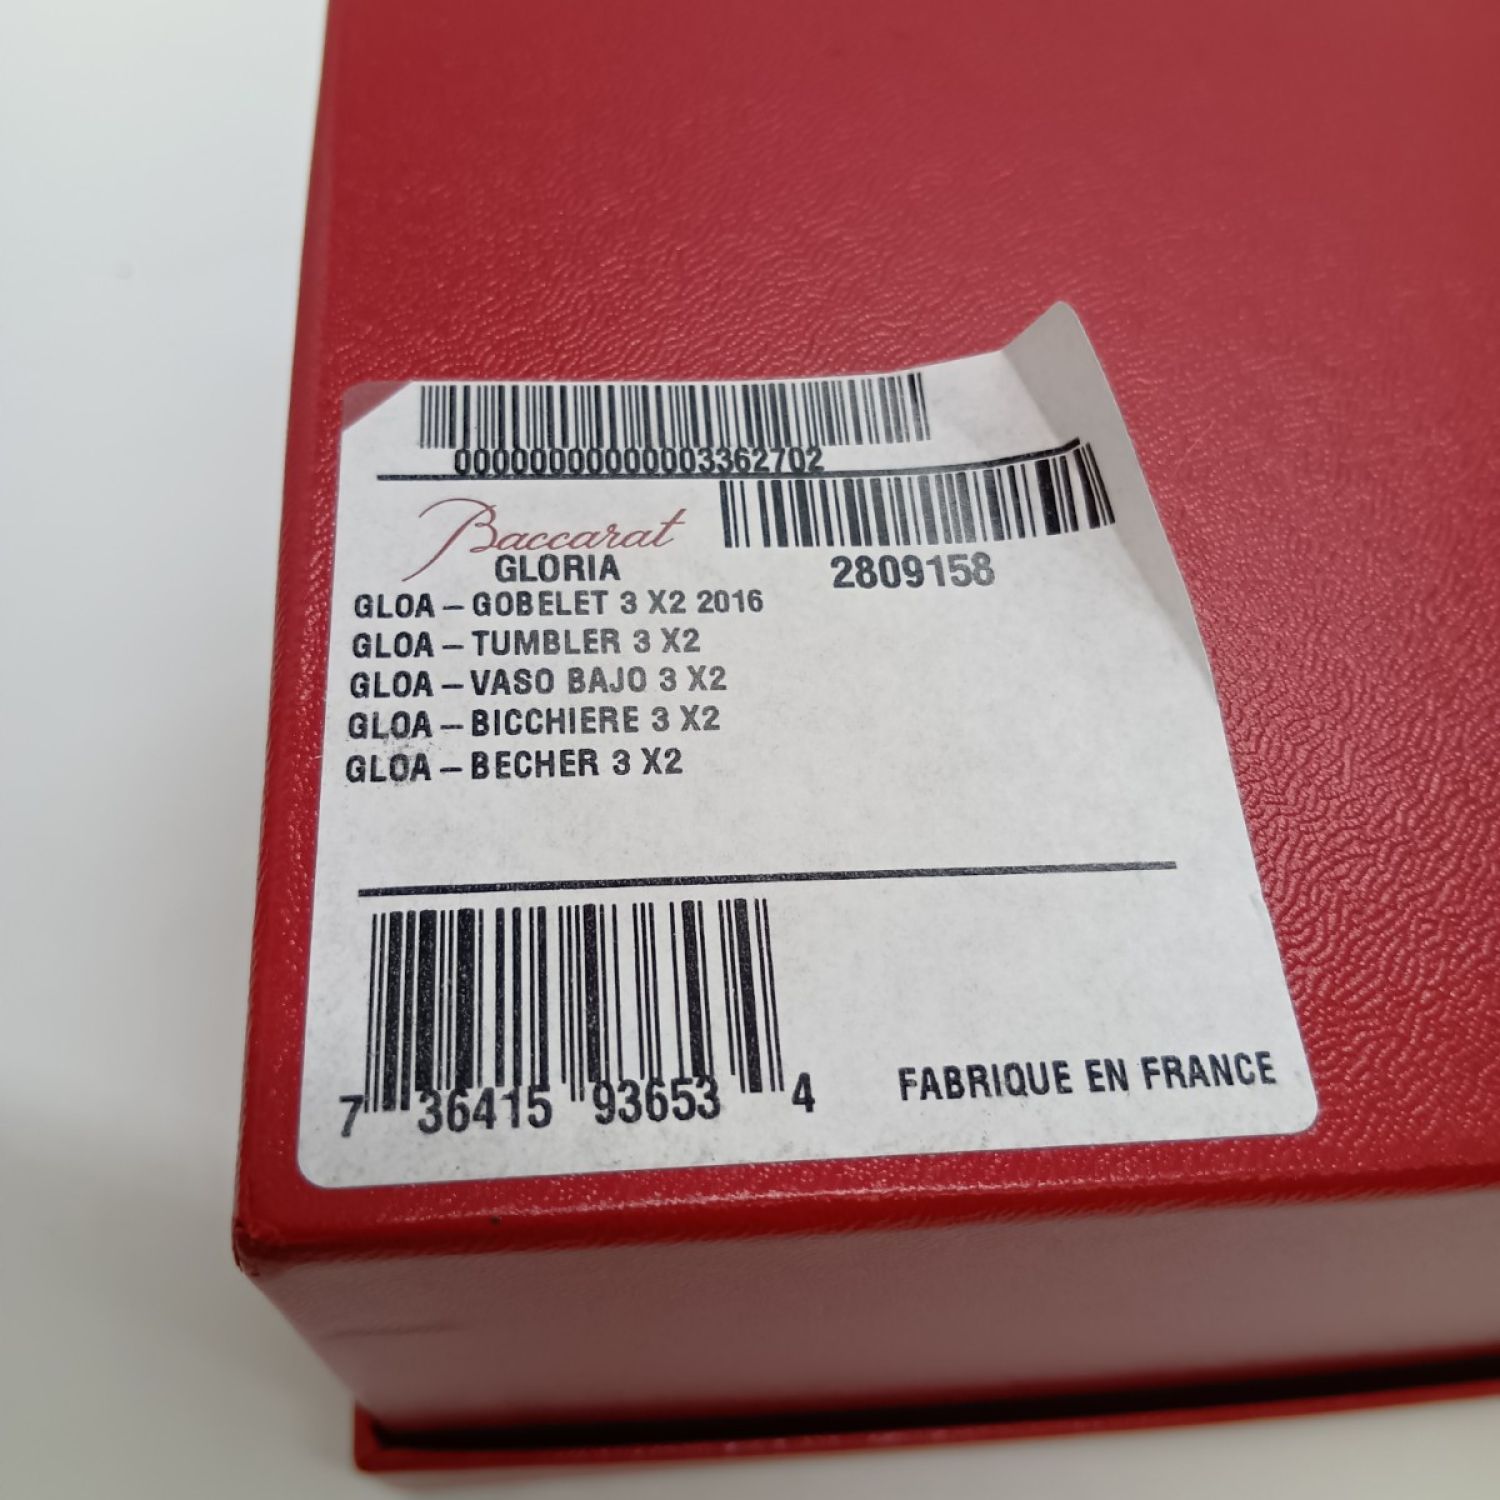 00000000000003362702
Baccarat
2809158
GLORIA
GLOA – GOBELET 3 X2 2016
GLOA – TUMBLER 3 X2
GLOA – VASO BAJO 3 X2
GLOA – BICCHIERE 3 X2
GLOA – BECHER 3 X2
7 36415 93653 4
FABRIQUE EN FRANCE